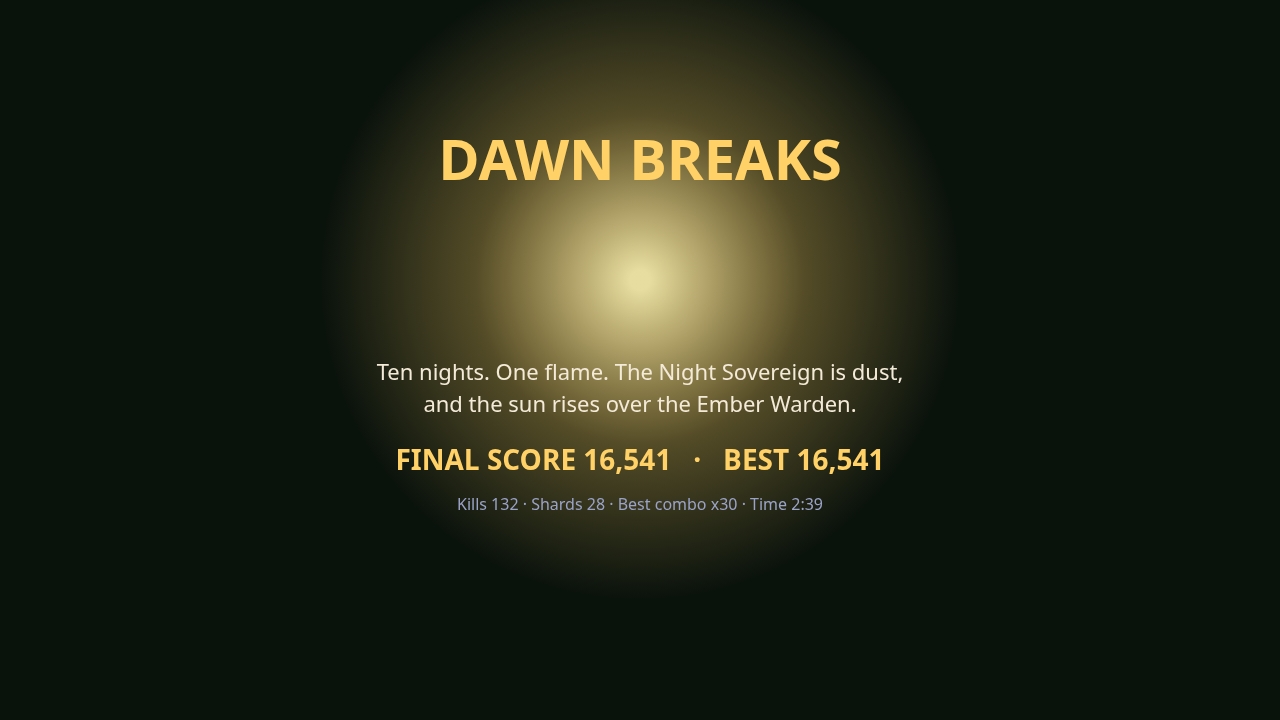 DAWN BREAKS
Ten nights. One flame. The Night Sovereign is dust,
and the sun rises over the Ember Warden.
FINAL SCORE 16,541 · BEST 16,541
Kills 132 · Shards 28 · Best combo x30 · Time 2:39